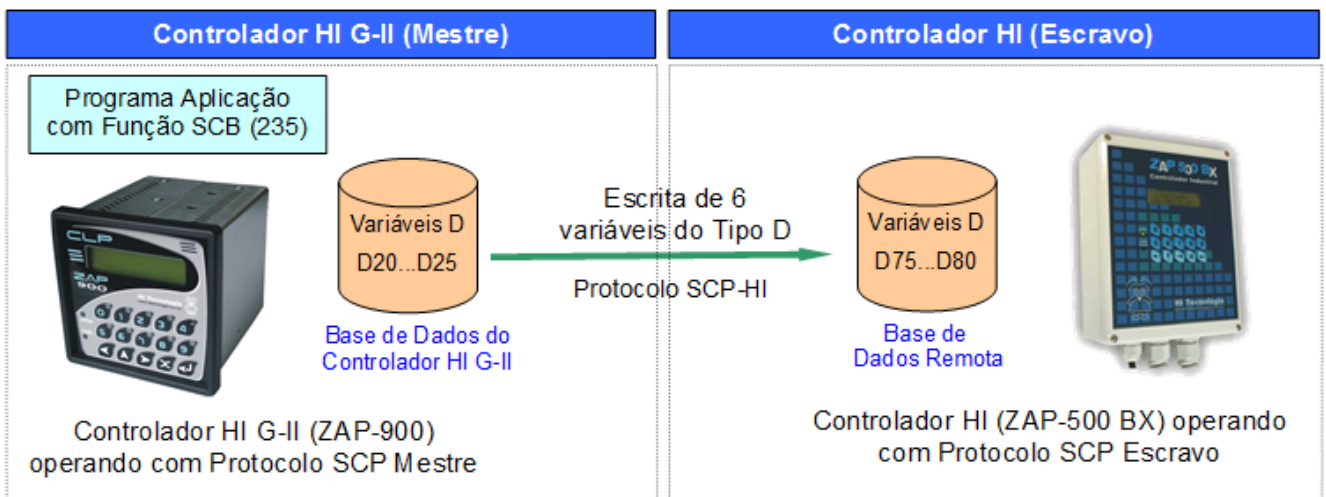 Controlador HI G-II (Mestre)
Controlador HI (Escravo)
Programa Aplicação
com Função SCB (235)
CLP
ZAP
900
HI Tecnologia
Variáveis D
D20...D25
Base de Dados do
Controlador HI G-II
Controlador HI G-II (ZAP-900)
operando com Protocolo SCP Mestre
Escrita de 6
variáveis do Tipo D
Protocolo SCP-HI
Variáveis D
D75...D80
Base de
Dados Remota
ZAP 500 BX
Controlador Industrial
HI Tecnologia
Controlador HI (ZAP-500 BX) operando
com Protocolo SCP Escravo